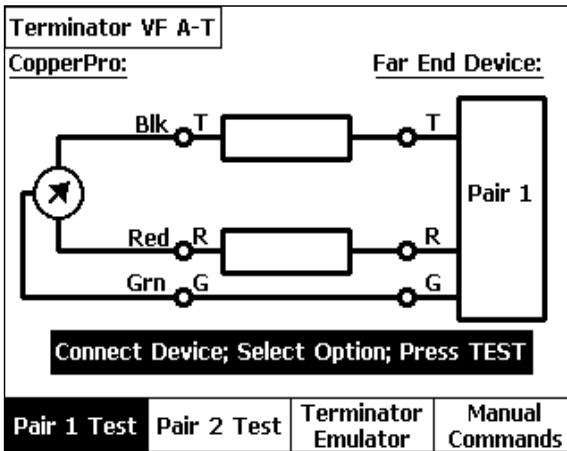 Terminator VF A-T
CopperPro: Far End Device:
Blk T T
Pair 1
Red R R
Grn G G
Connect Device; Select Option; Press TEST
Pair 1 Test Pair 2 Test Terminator Emulator Manual Commands